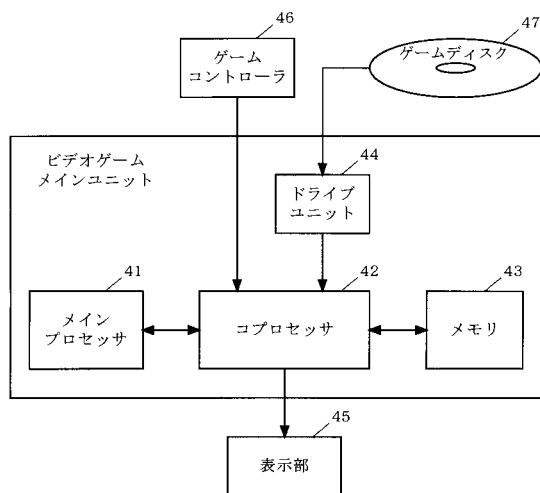 46
ゲーム
コントローラ
47
ゲームディスク
ビデオゲーム
メインユニット
44
ドライブ
ユニット
41
メイン
プロセッサ
42
コプロセッサ
43
メモリ
45
表示部